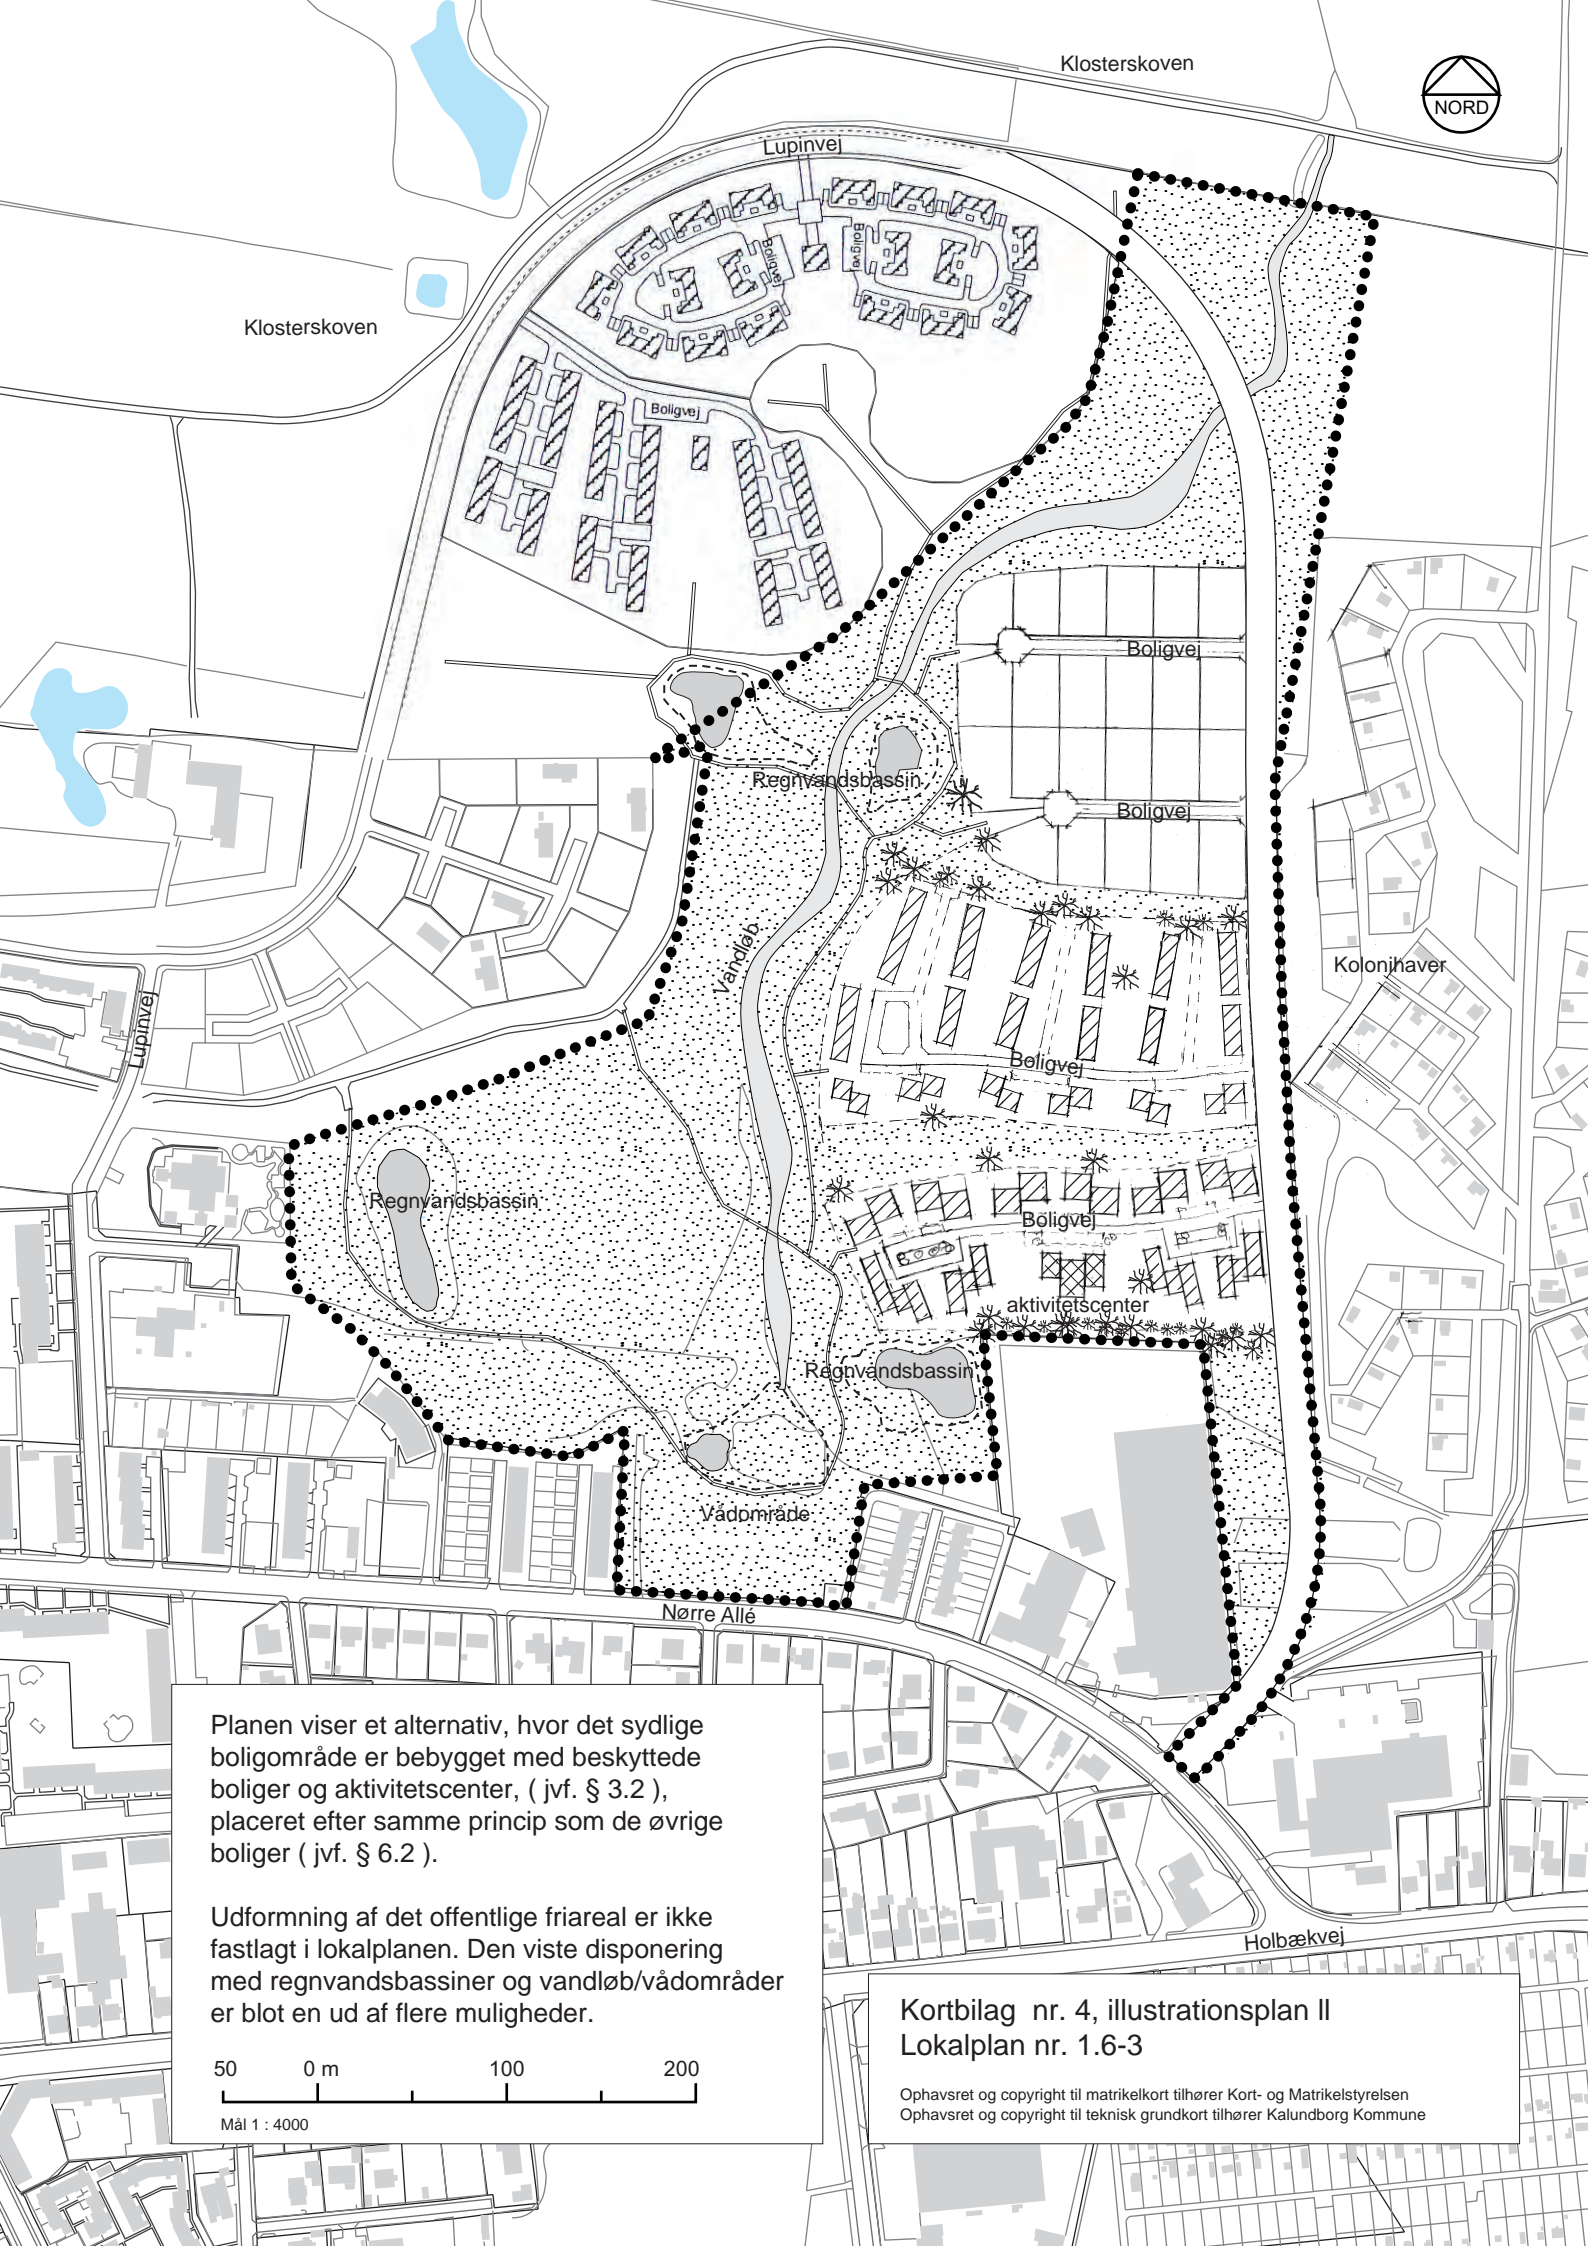 Klosterskoven
NORD
Lupinvej
Boligvej
Boligvej
Klosterskoven
Boligvej
Boligvej
Regnvandsbassin
Boligvej
Vandløb
Kolonihaver
Lupinvej
Boligvej
Regnvandsbassin
Boligvej
aktivitetscenter
Regnvandsbassin
Vådområde
Nørre Allé
Planen viser et alternativ, hvor det sydlige
boligområde er bebygget med beskyttede
boliger og aktivitetscenter, ( jvf. § 3.2 ),
placeret efter samme princip som de øvrige
boliger ( jvf. § 6.2 ).
Udformning af det offentlige friareal er ikke
fastlagt i lokalplanen. Den viste disponering
med regnvandsbassiner og vandløb/vådområder
er blot en ud af flere muligheder.
50 0 m 100 200
Mål 1 : 4000
Holbækvej
Kortbilag nr. 4, illustrationsplan II
Lokalplan nr. 1.6-3
Ophavsret og copyright til matrikelkort tilhører Kort- og Matrikelstyrelsen
Ophavsret og copyright til teknisk grundkort tilhører Kalundborg Kommune